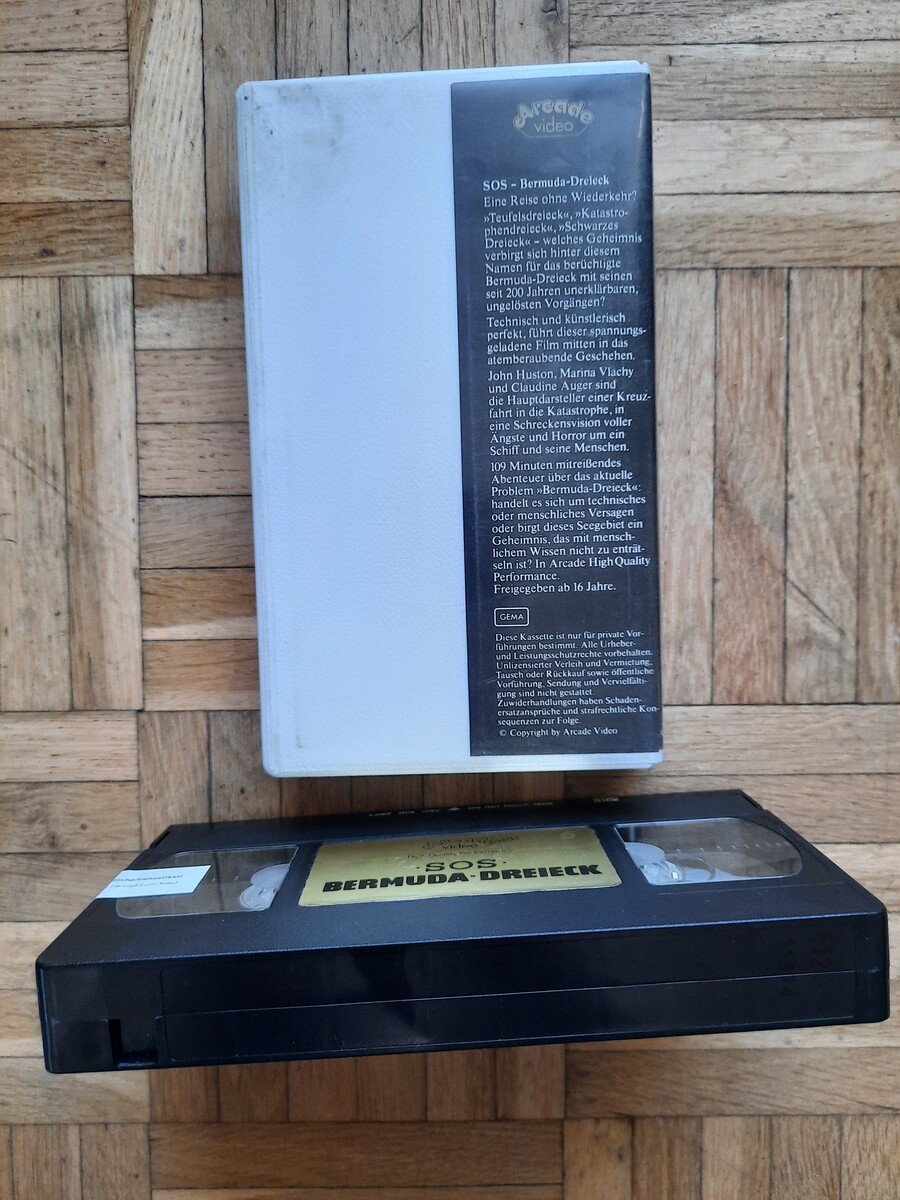 Arcade
video
SOS – Bermuda-Dreieck
Eine Reise ohne Wiederkehr?
»Teufelsdreieck«, »Katastro-
phendreieck«, »Schwarzes
Dreieck« – welches Geheimnis
verbirgt sich hinter diesem
Namen für das berüchtigte
Bermuda-Dreieck mit seinen
seit 200 Jahren unerklärbaren,
ungelösten Vorgängen?
Technisch und künstlerisch
perfekt, führt dieser spannungs-
geladene Film mitten in das
atemberaubende Geschehen.
John Huston, Marina Vlachy
und Claudine Auger sind
die Hauptdarsteller einer Kreuz-
fahrt in die Katastrophe, in
eine Schreckensvision voller
Ängste und Horror um ein
Schiff und seine Menschen.
109 Minuten mitreißendes
Abenteuer über das aktuelle
Problem »Bermuda-Dreieck«:
handelt es sich um technisches
oder menschliches Versagen
oder birgt dieses Seegebiet ein
Geheimnis, das mit mensch-
lichem Wissen nicht zu enträt-
seln ist? In Arcade High Quality
Performance.
Freigegeben ab 16 Jahre.
GEMA
Diese Kassette ist nur für private Vor-
führungen bestimmt. Alle Urheber-
und Leistungsschutzrechte vorbehalten.
Unlizensierter Verleih und Vermietung,
Tausch oder Rückkauf sowie öffentliche
Vorführung, Sendung und Vervielfälti-
gung sind nicht gestattet.
Zuwiderhandlungen haben Schaden-
ersatzansprüche und strafrechtliche Kon-
sequenzen zur Folge.
© Copyright by Arcade Video
video
High Quality Performance
·SOS·
BERMUDA-DREIECK